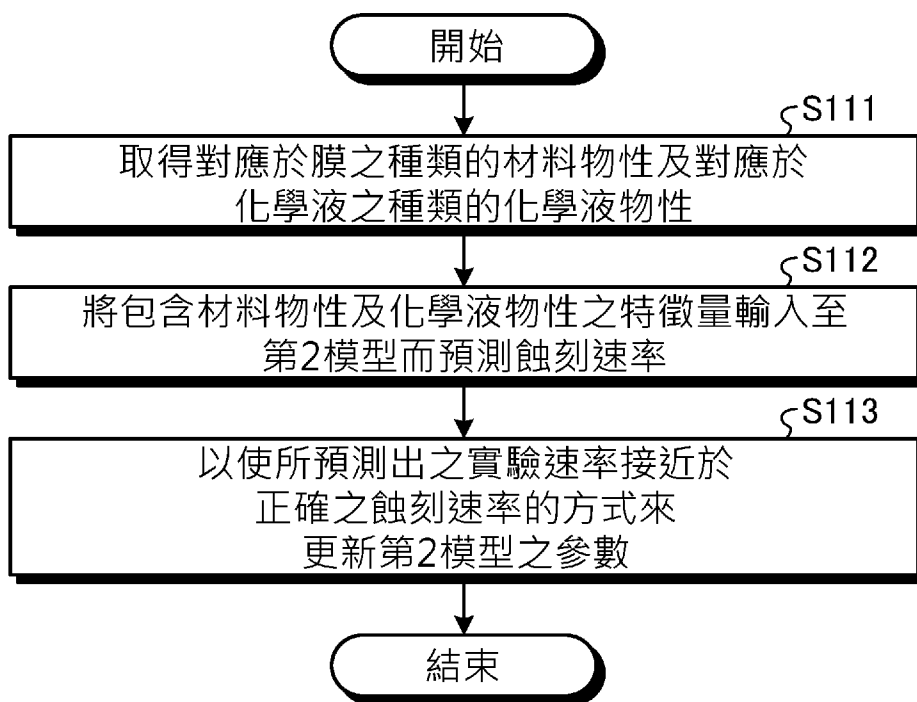 開始
S111
取得對應於膜之種類的材料物性及對應於
化學液之種類的化學液物性
S112
將包含材料物性及化學液物性之特徵量輸入至
第2模型而預測蝕刻速率
S113
以使所預測出之實驗速率接近於
正確之蝕刻速率的方式來
更新第2模型之參數
結束